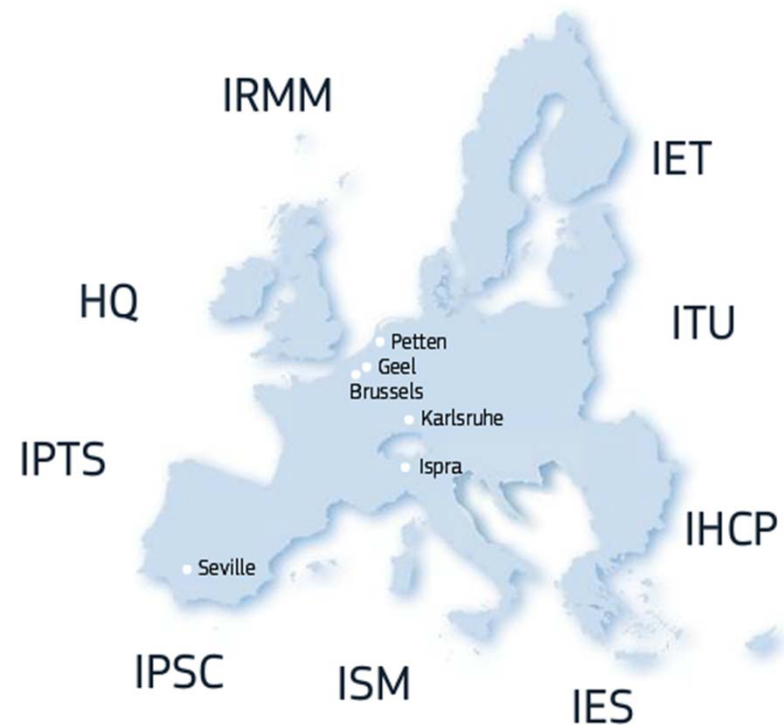 IRMM
IET
HQ
ITU
Petten
Geel
Brussels
Karlsruhe
IPTS
Ispra
IHCP
Seville
IPSC
ISM
IES